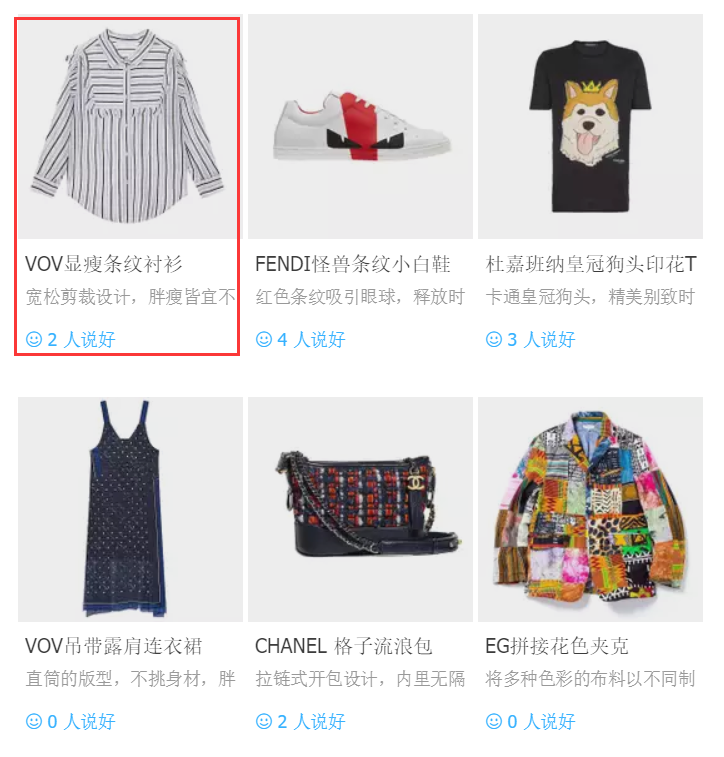 VOV显瘦条纹衬衫
宽松剪裁设计，胖瘦皆宜不
2 人说好
FENDI怪兽条纹小白鞋
红色条纹吸引眼球，释放时
4 人说好
杜嘉班纳皇冠狗头印花T
卡通皇冠狗头，精美别致时
3 人说好
VOV吊带露肩连衣裙
直筒的版型，不挑身材，胖
0 人说好
CHANEL 格子流浪包
拉链式开包设计，内里无隔
2 人说好
EG拼接花色夹克
将多种色彩的布料以不同制
0 人说好